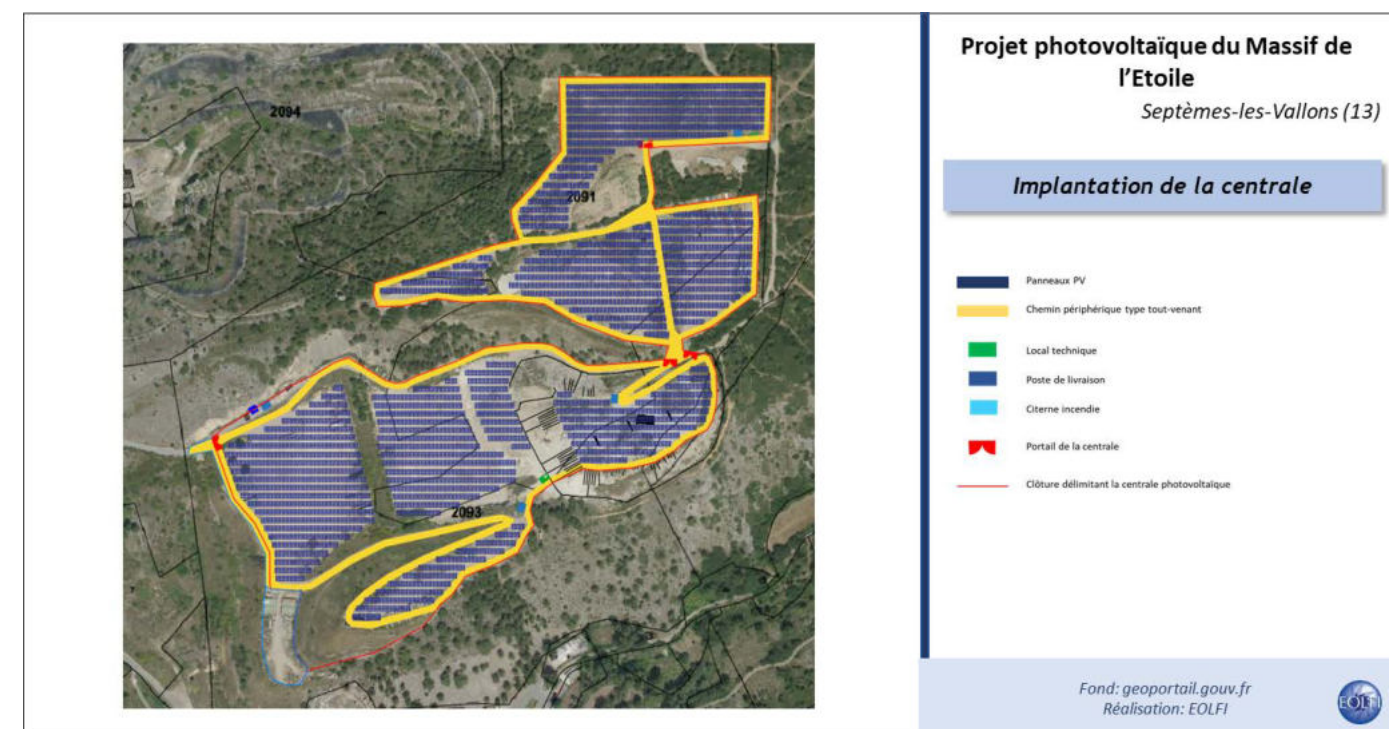 2094
2091
2093
Projet photovoltaïque du Massif de
l'Etoile
Septèmes-les-Vallons (13)
Implantation de la centrale
Panneaux PV
Chemin périphérique type tout-venant
Local technique
Poste de livraison
Citerne incendie
Portail de la centrale
Clôture délimitant la centrale photovoltaïque
Fond: geoportail.gouv.fr
Réalisation: EOLFI
EOLFI